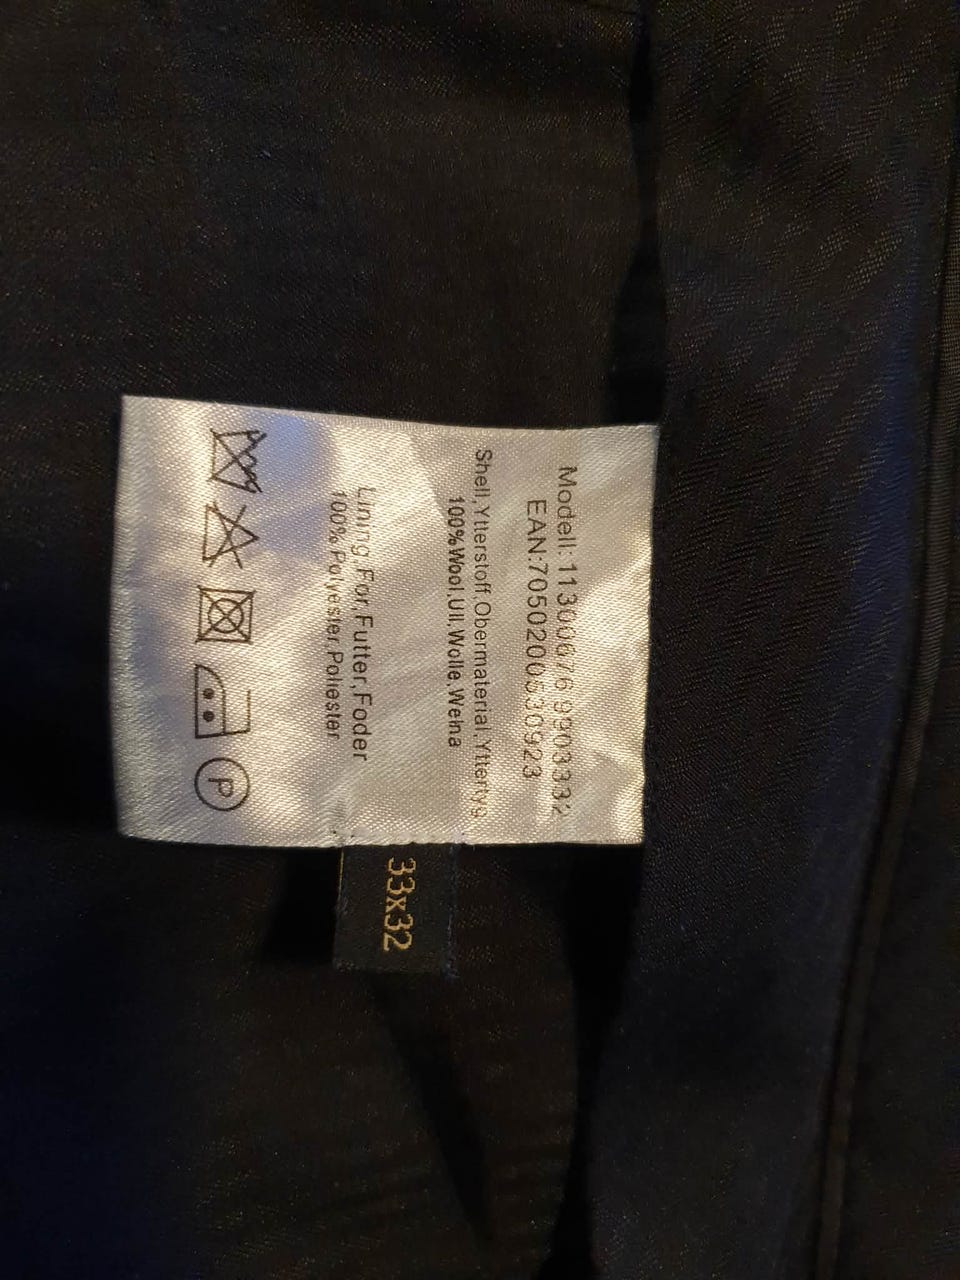 Modell: 11300676 9903332
EAN:7050200530923
Shell,Ytterstoff,Obermaterial,Yttertyg
100%Wool,Ull,Wolle,Welna
Lining,For,Futter,Foder
100% Polyester,Poliester
P
33x32